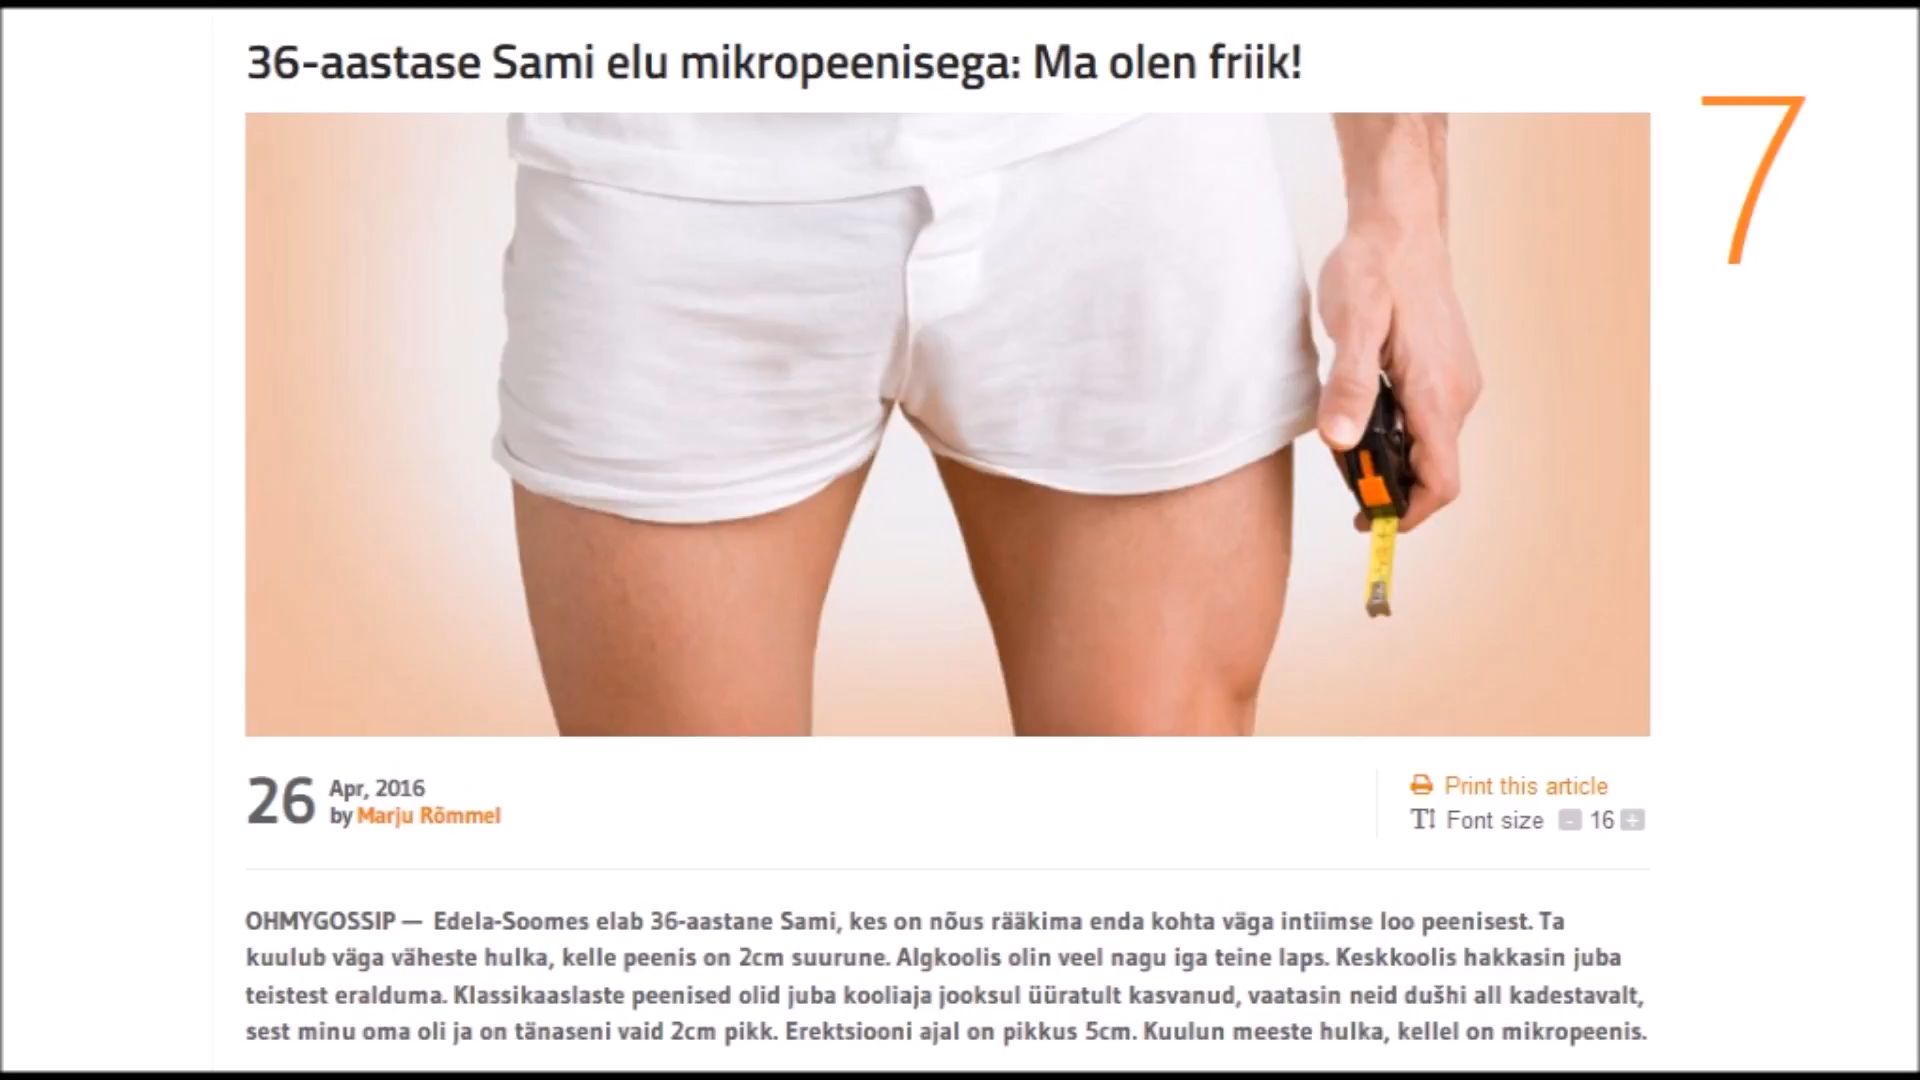 36-aastase Sami elu mikropeenisega: Ma olen friik!
7
26 Apr, 2016
by Marju Rõmmel
Print this article
Font size - 16 +
OHMYGOSSIP — Edela-Soomes elab 36-aastane Sami, kes on nõus rääkima enda kohta väga intiimse loo peenisest. Ta
kuulub väga väheste hulka, kelle peenis on 2cm suurune. Algkoolis olin veel nagu iga teine laps. Keskkoolis hakkasin juba
teistest eralduma. Klassikaaslaste peenised olid juba kooliaja jooksul üüratult kasvanud, vaatasin neid dušhi all kadestavalt,
sest minu oma oli ja on tänaseni vaid 2cm pikk. Erektsiooni ajal on pikkus 5cm. Kuulun meeste hulka, kellel on mikropeenis.